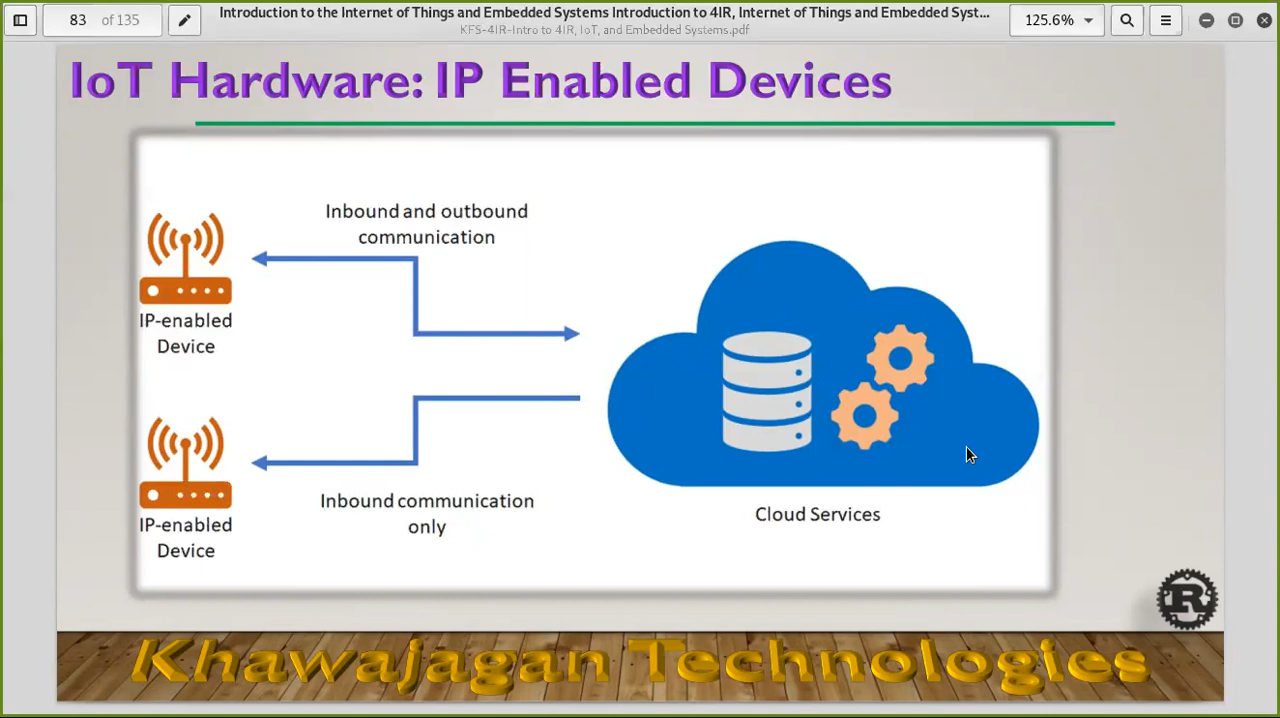 83 of 135
Introduction to the Internet of Things and Embedded Systems Introduction to 4IR, Internet of Things and Embedded Syst...
KFS-4IR-Intro to 4IR, IoT, and Embedded Systems.pdf
125.6%
IoT Hardware: IP Enabled Devices
Inbound and outbound
communication
IP-enabled
Device
Inbound communication
only
IP-enabled
Device
Cloud Services
R
Khawajagan Technologies